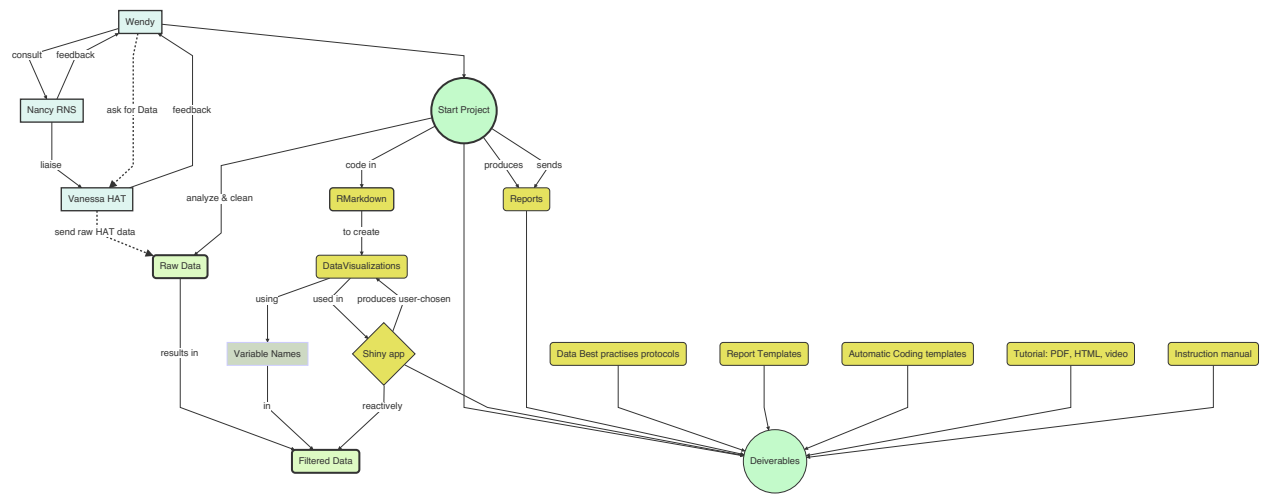 Wendy
consult
feedback
Nancy RNS
ask for Data
feedback
Start Project
liaise
code in
produces
sends
Vanessa HAT
analyze & clean
RMarkdown
Reports
send raw HAT data
to create
Raw Data
DataVisualizations
using
used in
produces user-chosen
results in
Variable Names
Shiny app
Data Best practises protocols
Report Templates
Automatic Coding templates
Tutorial: PDF, HTML, video
Instruction manual
in
reactively
Filtered Data
Deiverables